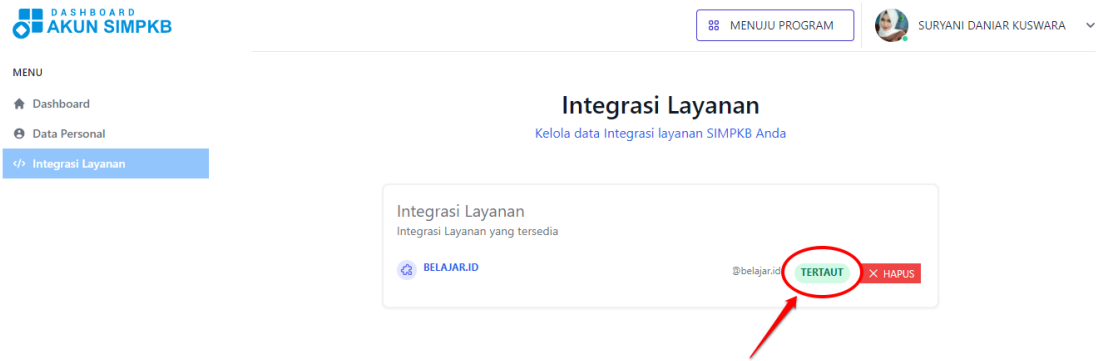 DASHBOARD
AKUN SIMPKB
MENUJU PROGRAM
SURYANI DANIAR KUSWARA
MENU
Dashboard
Data Personal
</> Integrasi Layanan
Integrasi Layanan
Kelola data Integrasi layanan SIMPKB Anda
Integrasi Layanan
Integrasi Layanan yang tersedia
BELAJAR.ID
@belajar.id
TERTAUT
× HAPUS